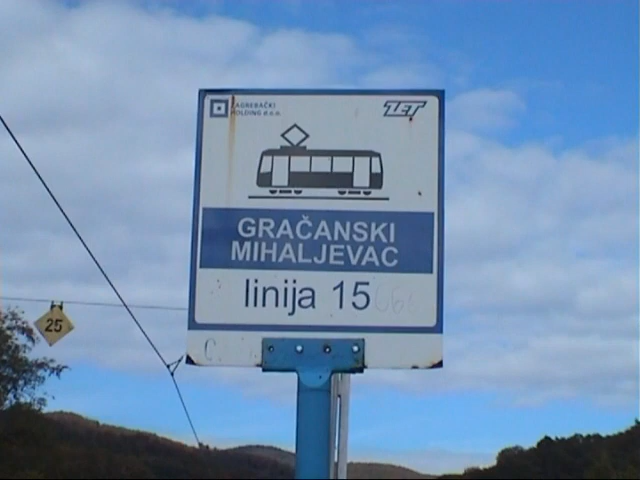 ZAGREBAČKI
HOLDING d.o.o.
ZET
GRAČANSKI
MIHALJEVAC
linija 15
25